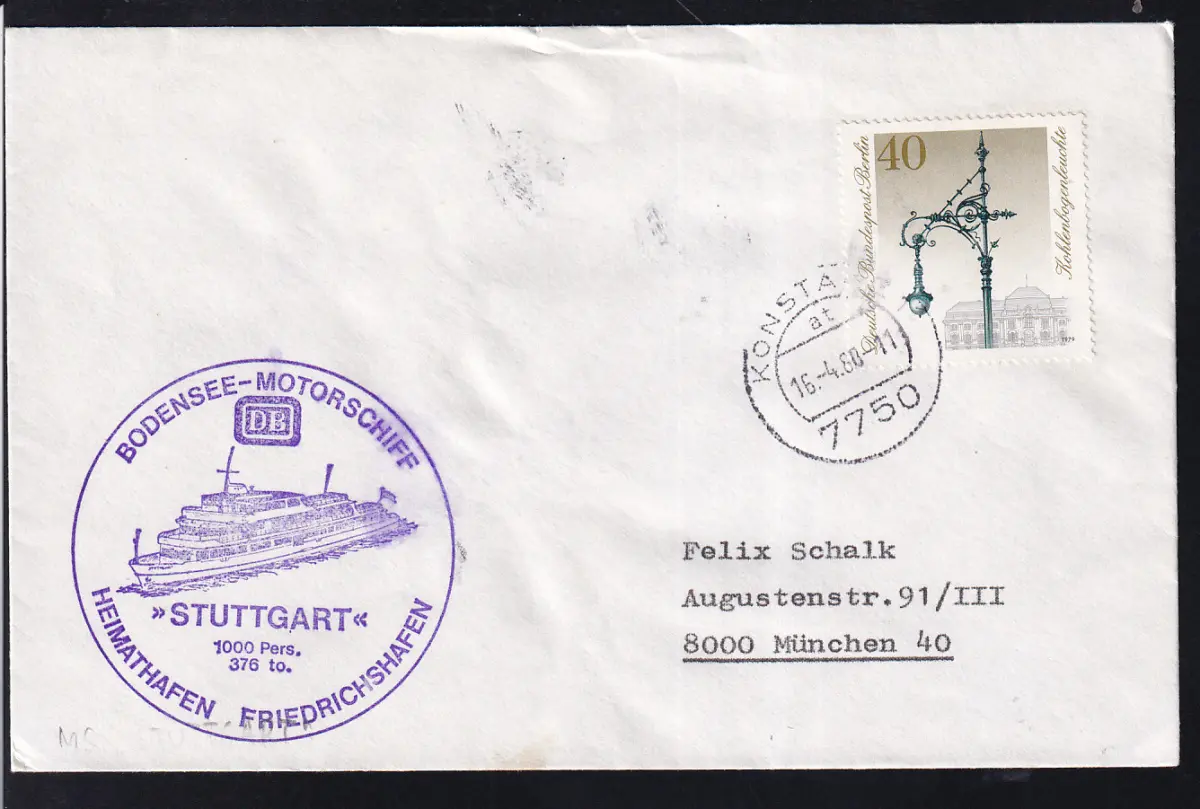 Deutsche Bundespost Berlin
40
Kohlenbogenleuchte
1979
KONSTA
at
16.-4.80-11
7750
BODENSEE-MOTORSCHIFF
DB
»STUTTGART«
1000 Pers.
376 to.
HEIMATHAFEN FRIEDRICHSHAFEN
Felix Schalk
Augustenstr.91/III
8000 München 40